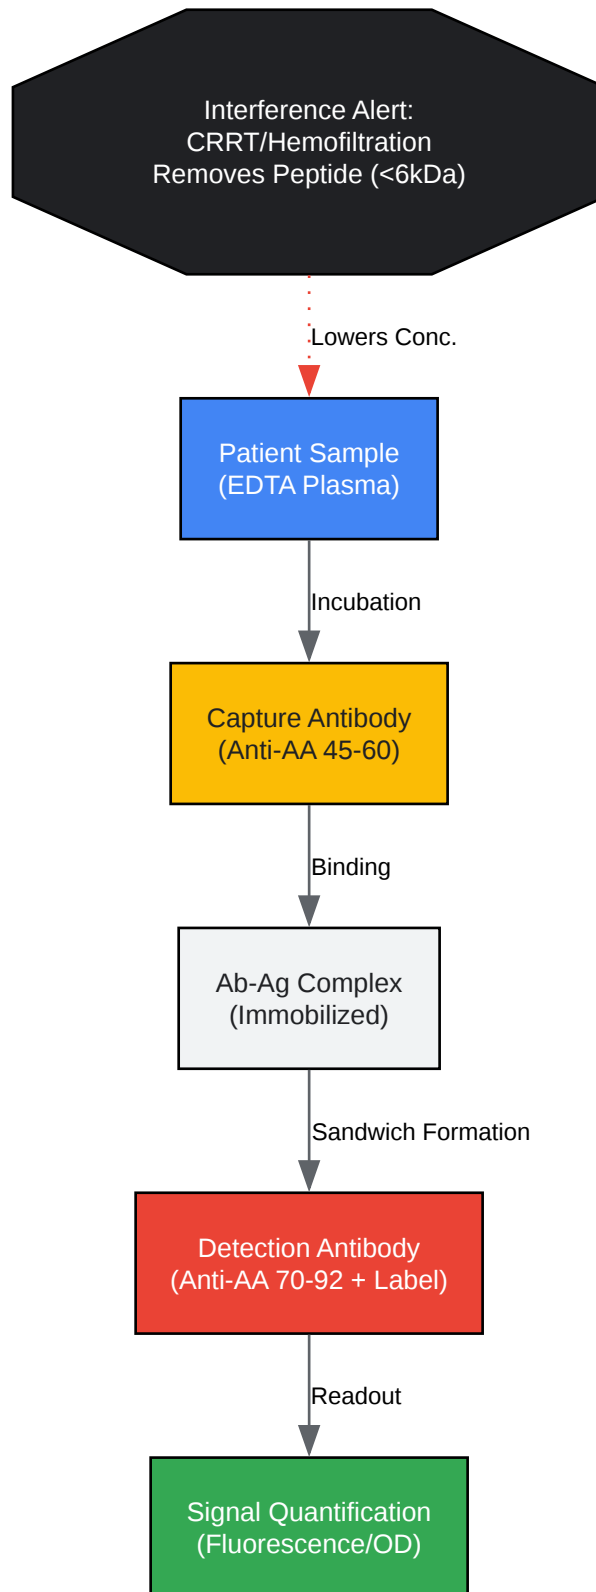 Interference Alert:
CRRT/Hemofiltration
Removes Peptide (<6kDa)
Lowers Conc.
Patient Sample
(EDTA Plasma)
Incubation
Capture Antibody
(Anti-AA 45-60)
Binding
Ab-Ag Complex
(Immobilized)
Sandwich Formation
Detection Antibody
(Anti-AA 70-92 + Label)
Readout
Signal Quantification
(Fluorescence/OD)